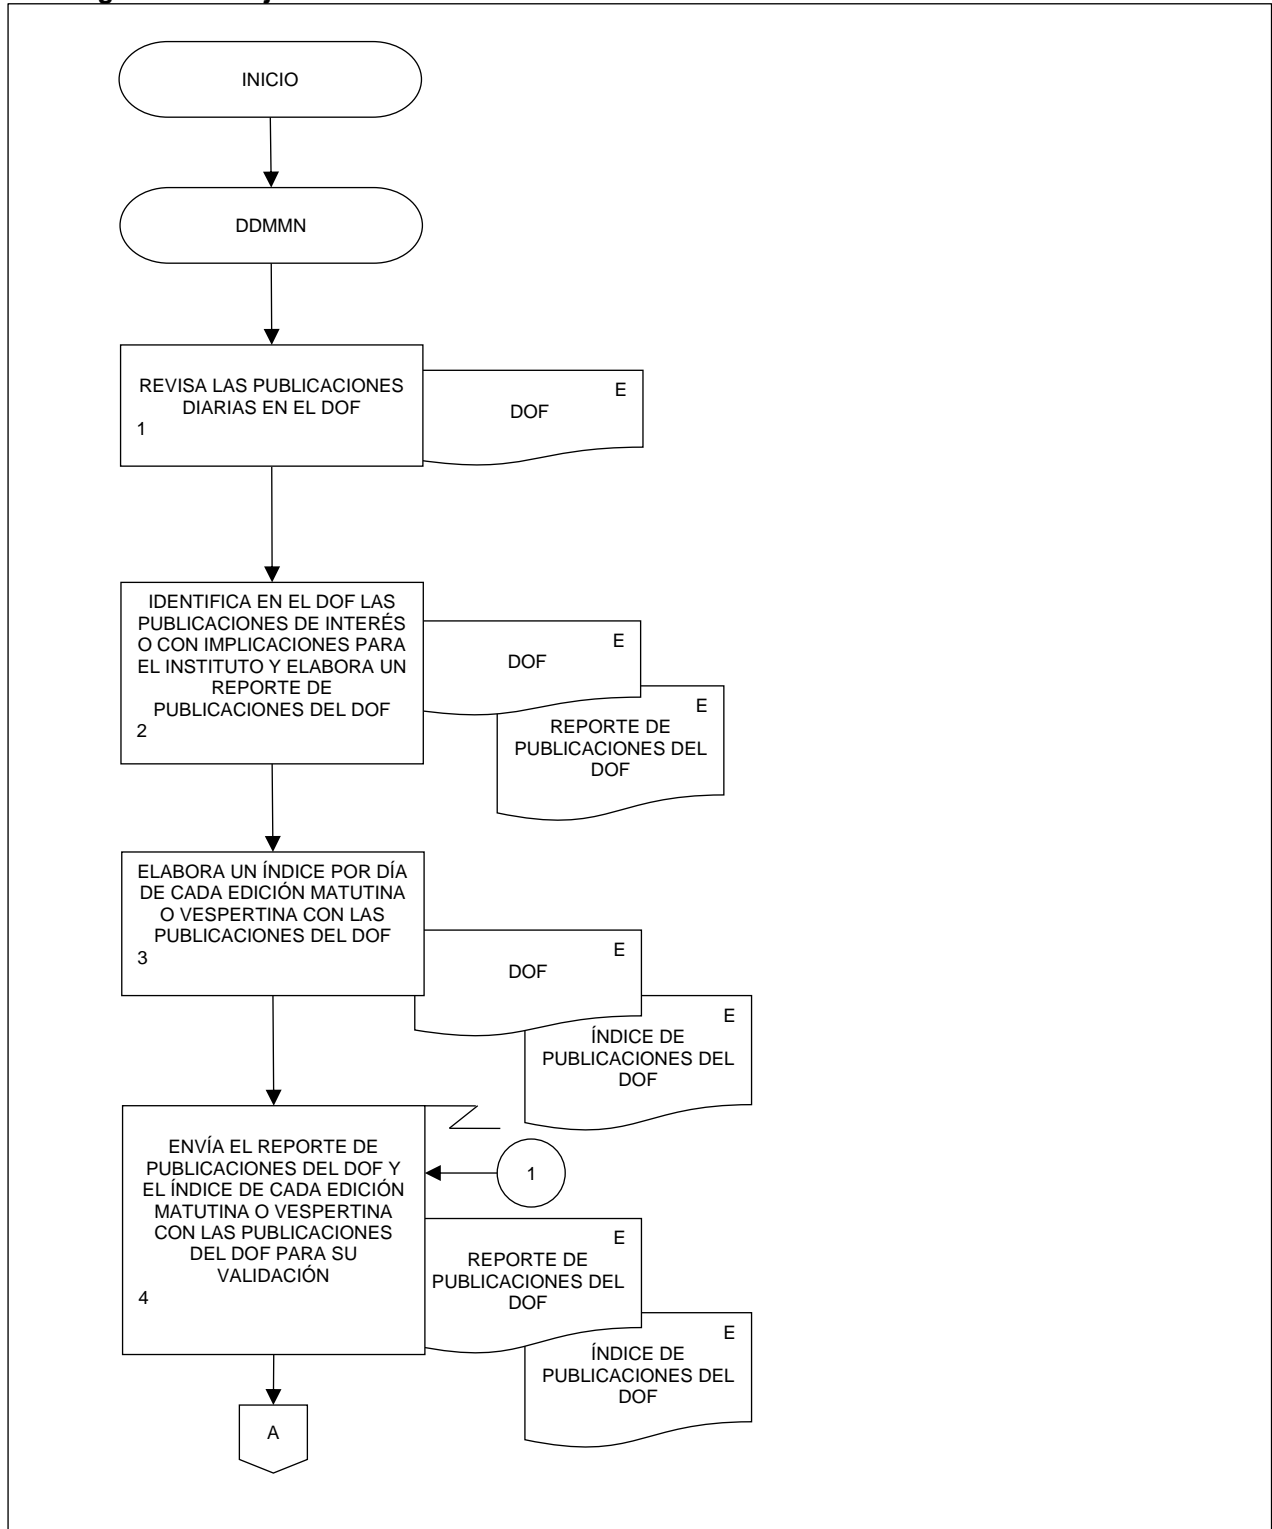 INICIO
DDMMN
REVISA LAS PUBLICACIONES
DIARIAS EN EL DOF
1
E
DOF
IDENTIFICA EN EL DOF LAS
PUBLICACIONES DE INTERÉS
O CON IMPLICACIONES PARA
EL INSTITUTO Y ELABORA UN
REPORTE DE
PUBLICACIONES DEL DOF
2
E
DOF
E
REPORTE DE
PUBLICACIONES DEL
DOF
ELABORA UN ÍNDICE POR DÍA
DE CADA EDICIÓN MATUTINA
O VESPERTINA CON LAS
PUBLICACIONES DEL DOF
3
E
DOF
E
ÍNDICE DE
PUBLICACIONES DEL
DOF
ENVÍA EL REPORTE DE
PUBLICACIONES DEL DOF Y
EL ÍNDICE DE CADA EDICIÓN
MATUTINA O VESPERTINA
CON LAS PUBLICACIONES
DEL DOF PARA SU
VALIDACIÓN
4
1
E
REPORTE DE
PUBLICACIONES DEL
DOF
E
ÍNDICE DE
PUBLICACIONES DEL
DOF
A